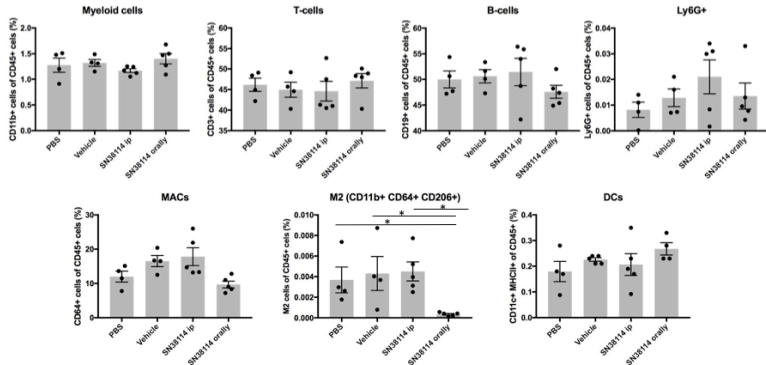 Myeloid cells
CD11b+ cells of CD45+ cells (%)
2.0
1.5
1.0
0.5
0.0
PBS
Vehicle
SN38114 ip
SN38114 orally
T-cells
CD3+ cells of CD45+ cells (%)
60
55
50
45
40
35
PBS
Vehicle
SN38114 ip
SN38114 orally
B-cells
CD19+ cells of CD45+ cells (%)
65
60
55
50
45
40
PBS
Vehicle
SN38114 ip
SN38114 orally
Ly6G+
Ly6G+ cells of CD45+ cells (%)
0.04
0.03
0.02
0.01
0.00
PBS
Vehicle
SN38114 ip
SN38114 orally
MACs
CD64+ cells of CD45+ cells (%)
30
20
10
0
PBS
Vehicle
SN38114 ip
SN38114 orally
M2 (CD11b+ CD64+ CD206+)
* * *
M2 cells of CD45+ cels (%)
0.010
0.008
0.006
0.004
0.002
0.000
PBS
Vehicle
SN38114 ip
SN38114 orally
DCs
CD11c+ MHCII+ of CD45+ (%)
0.4
0.3
0.2
0.1
0.0
PBS
Vehicle
SN38114 ip
SN38114 orally